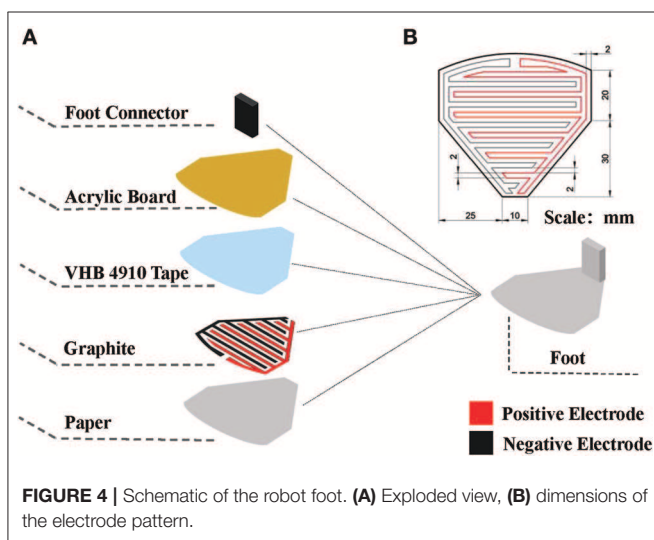 A
B
Foot Connector
Acrylic Board
VHB 4910 Tape
Graphite
Paper
2
20
30
2
2
25
10
Scale: mm
Foot
Positive Electrode
Negative Electrode
FIGURE 4 | Schematic of the robot foot. (A) Exploded view, (B) dimensions of
the electrode pattern.